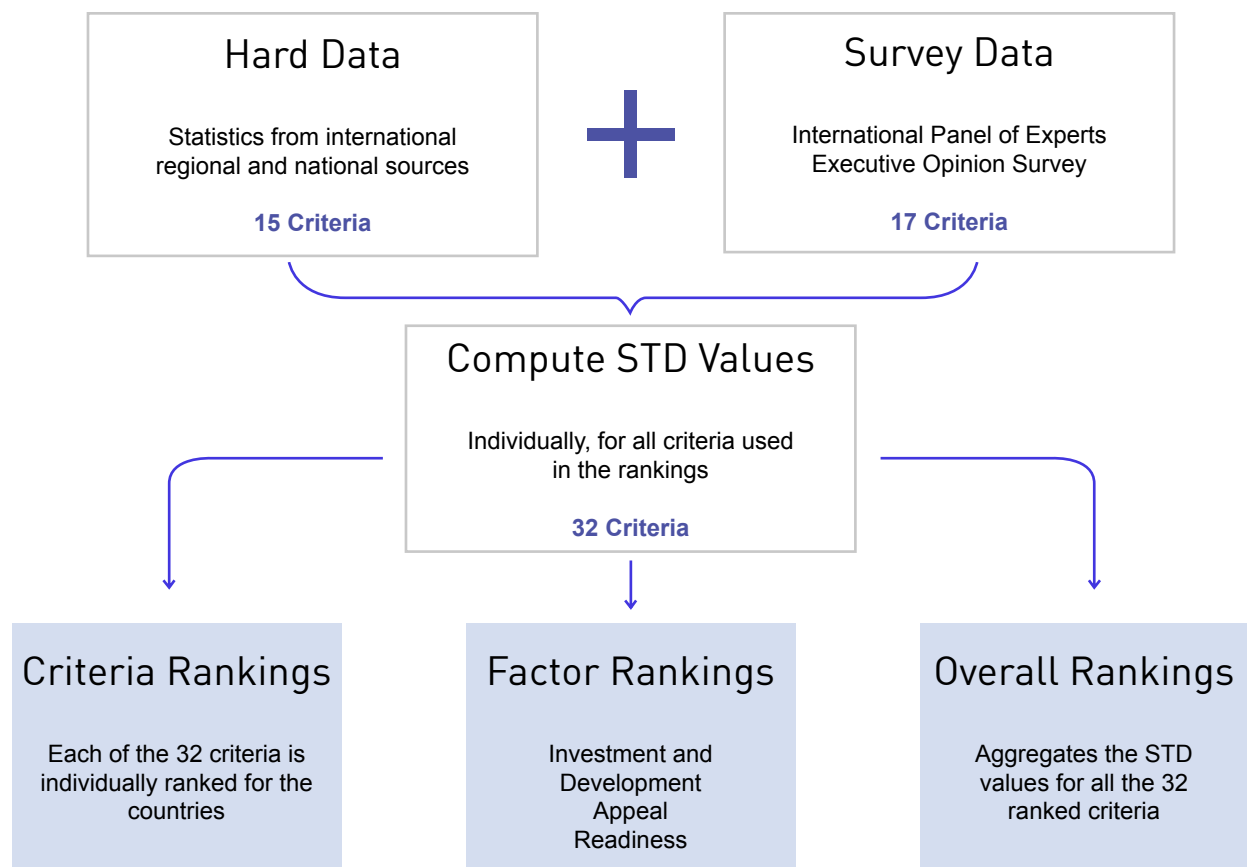 Hard Data
Statistics from international
regional and national sources
15 Criteria
Survey Data
International Panel of Experts
Executive Opinion Survey
17 Criteria
Compute STD Values
Individually, for all criteria used
in the rankings
32 Criteria
Criteria Rankings
Each of the 32 criteria is
individually ranked for the
countries
Factor Rankings
Investment and
Development
Appeal
Readiness
Overall Rankings
Aggregates the STD
values for all the 32
ranked criteria